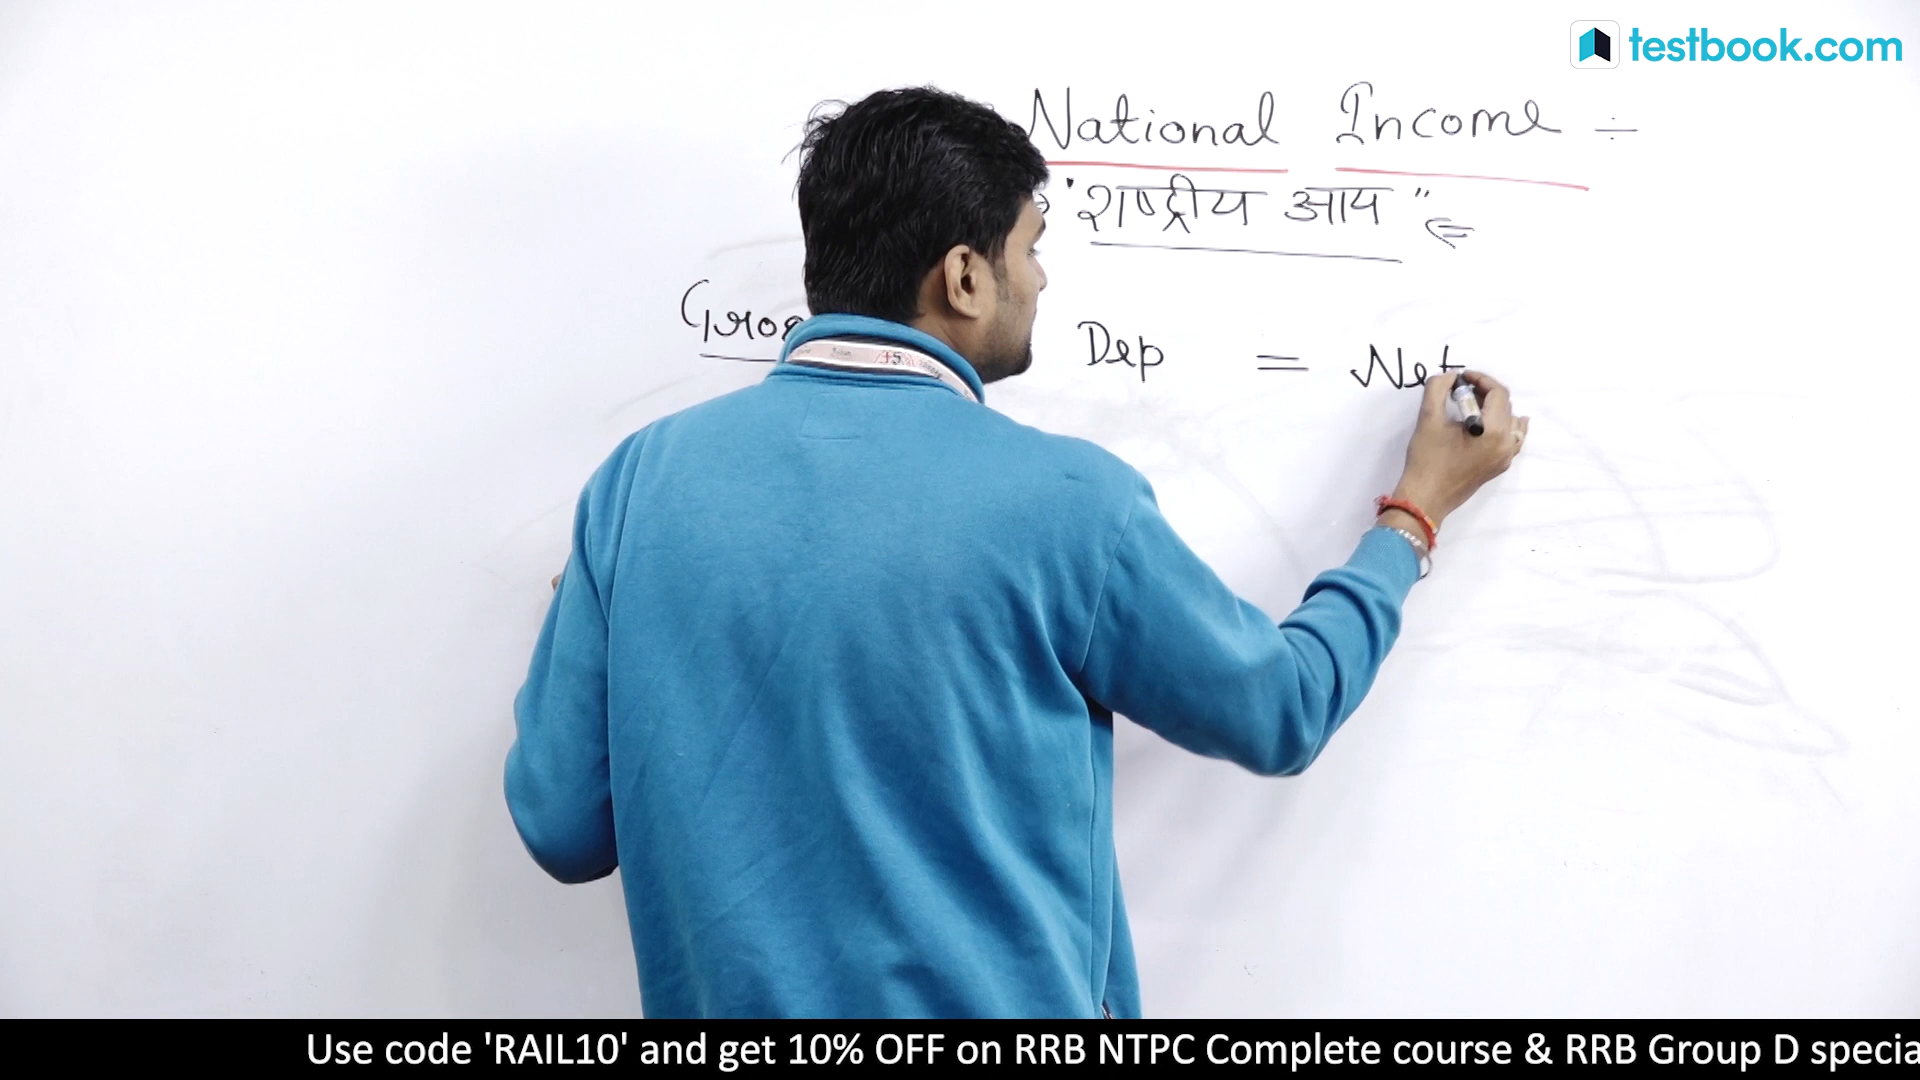 testbook.com
National Income ÷
"राष्ट्रीय आय"
Dep = Net
Use code 'RAIL10' and get 10% OFF on RRB NTPC Complete course & RRB Group D specia